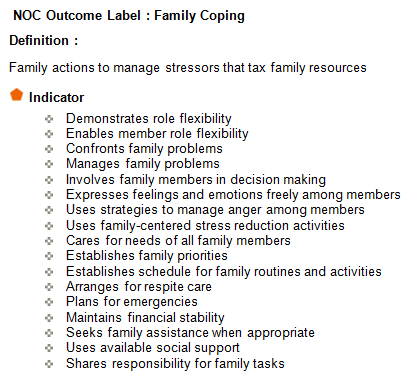 NOC Outcome Label : Family Coping
Definition :
Family actions to manage stressors that tax family resources
Indicator
Demonstrates role flexibility
Enables member role flexibility
Confronts family problems
Manages family problems
Involves family members in decision making
Expresses feelings and emotions freely among members
Uses strategies to manage anger among members
Uses family-centered stress reduction activities
Cares for needs of all family members
Establishes family priorities
Establishes schedule for family routines and activities
Arranges for respite care
Plans for emergencies
Maintains financial stability
Seeks family assistance when appropriate
Uses available social support
Shares responsibility for family tasks